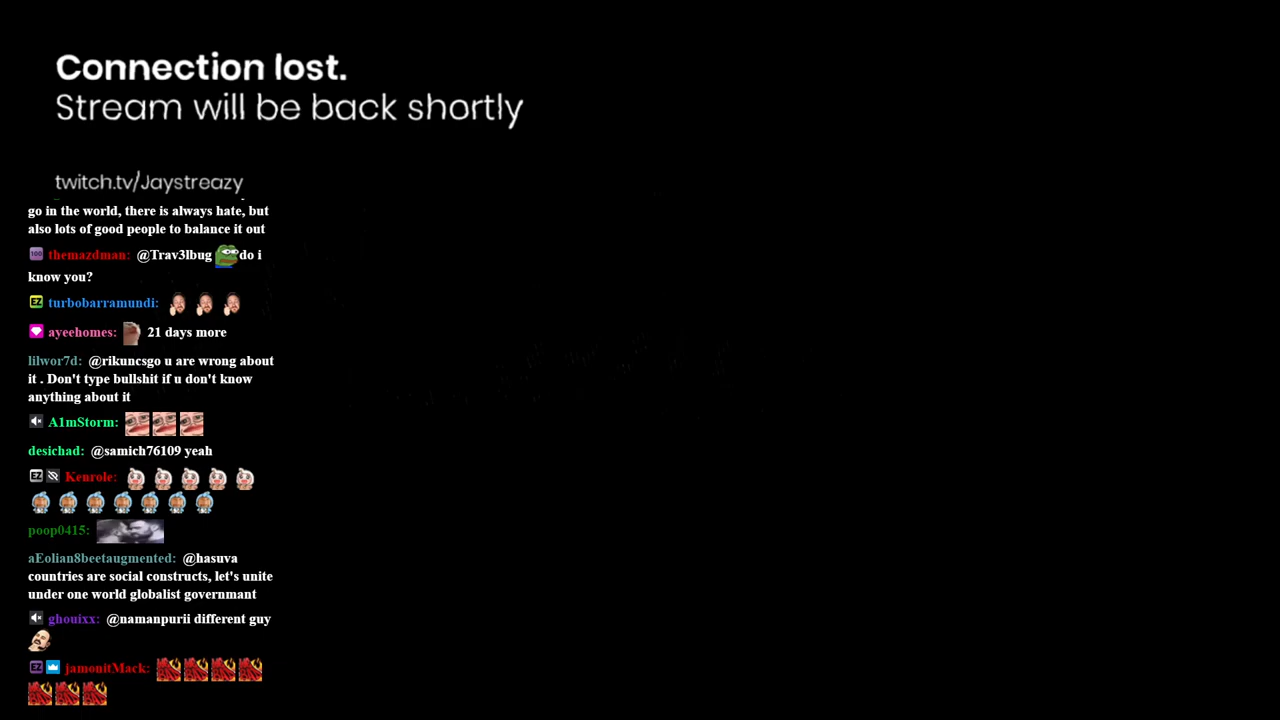 Connection lost.
Stream will be back shortly
twitch.tv/Jaystreazy
go in the world, there is always hate, but
also lots of good people to balance it out
themazdman: @Trav3lbug do i
know you?
turbobarramundi:
ayeehomes: 21 days more
lilwor7d: @rikuncsgo u are wrong about
it . Don't type bullshit if u don't know
anything about it
A1mStorm:
desichad: @samich76109 yeah
EZ Kenrole:
poop0415:
aEolian8beetaugmented: @hasuva
countries are social constructs, let's unite
under one world globalist governmant
ghouixx: @namanpurii different guy
EZ jamonitMack: